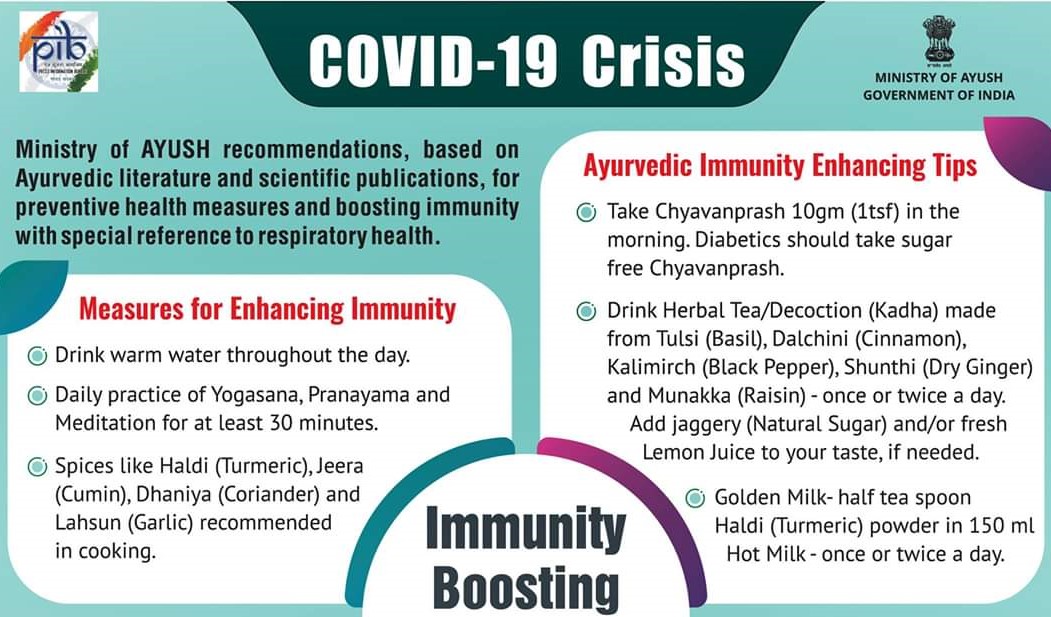 pib
PRESS INFORMATION BUREAU
COVID-19 Crisis
MINISTRY OF AYUSH
GOVERNMENT OF INDIA
Ministry of AYUSH recommendations, based on
Ayurvedic literature and scientific publications, for
preventive health measures and boosting immunity
with special reference to respiratory health.
Measures for Enhancing Immunity
Drink warm water throughout the day.
Daily practice of Yogasana, Pranayama and
Meditation for at least 30 minutes.
Spices like Haldi (Turmeric), Jeera
(Cumin), Dhaniya (Coriander) and
Lahsun (Garlic) recommended
in cooking.
Ayurvedic Immunity Enhancing Tips
Take Chyavanprash 10gm (1tsf) in the
morning. Diabetics should take sugar
free Chyavanprash.
Drink Herbal Tea/Decoction (Kadha) made
from Tulsi (Basil), Dalchini (Cinnamon),
Kalimirch (Black Pepper), Shunthi (Dry Ginger)
and Munakka (Raisin) - once or twice a day.
Add jaggery (Natural Sugar) and/or fresh
Lemon Juice to your taste, if needed.
Golden Milk- half tea spoon
Haldi (Turmeric) powder in 150 ml
Hot Milk - once or twice a day.
Immunity
Boosting